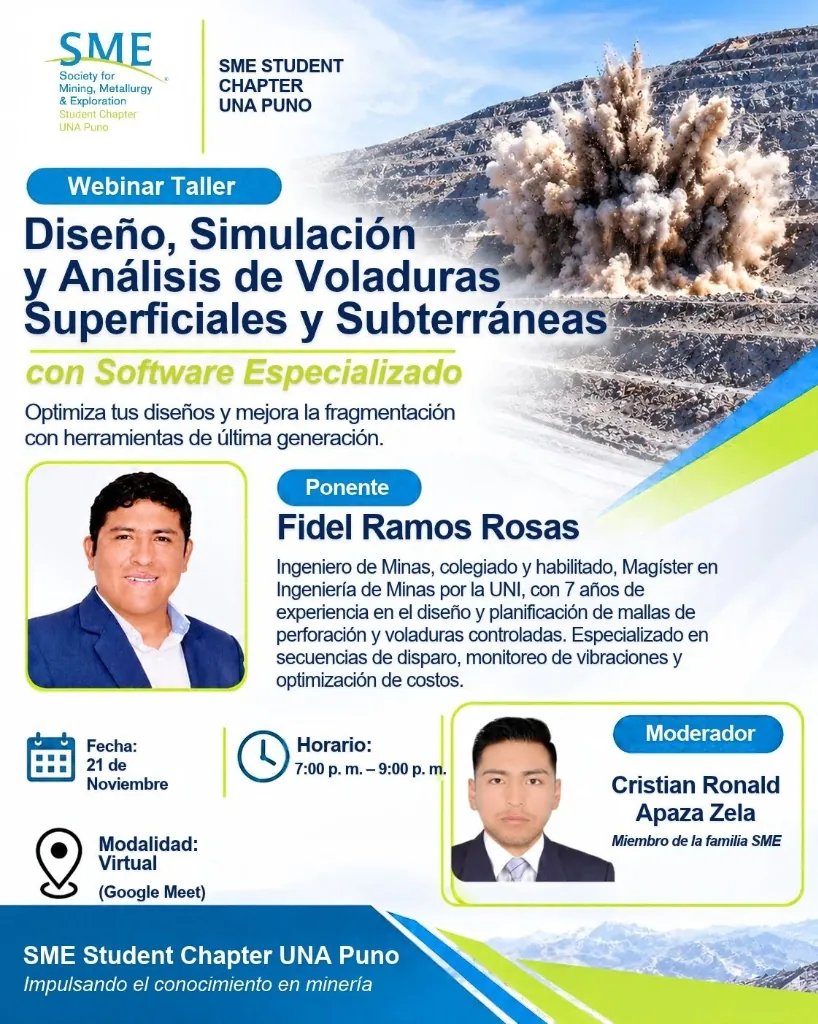 SME
Society for
Mining, Metallurgy
& Exploration
Student Chapter
UNA Puno
SME STUDENT
CHAPTER
UNA PUNO
Webinar Taller
Diseño, Simulación
y Análisis de Voladuras
Superficiales y Subterráneas
con Software Especializado
Optimiza tus diseños y mejora la fragmentación
con herramientas de última generación.
Ponente
Fidel Ramos Rosas
Ingeniero de Minas, colegiado y habilitado, Magíster en
Ingeniería de Minas por la UNI, con 7 años de
experiencia en el diseño y planificación de mallas de
perforación y voladuras controladas. Especializado en
secuencias de disparo, monitoreo de vibraciones y
optimización de costos.
Fecha:
21 de
Noviembre
Horario:
7:00 p. m. – 9:00 p. m.
Moderador
Cristian Ronald
Apaza Zela
Miembro de la familia SME
Modalidad:
Virtual
(Google Meet)
SME Student Chapter UNA Puno
Impulsando el conocimiento en minería